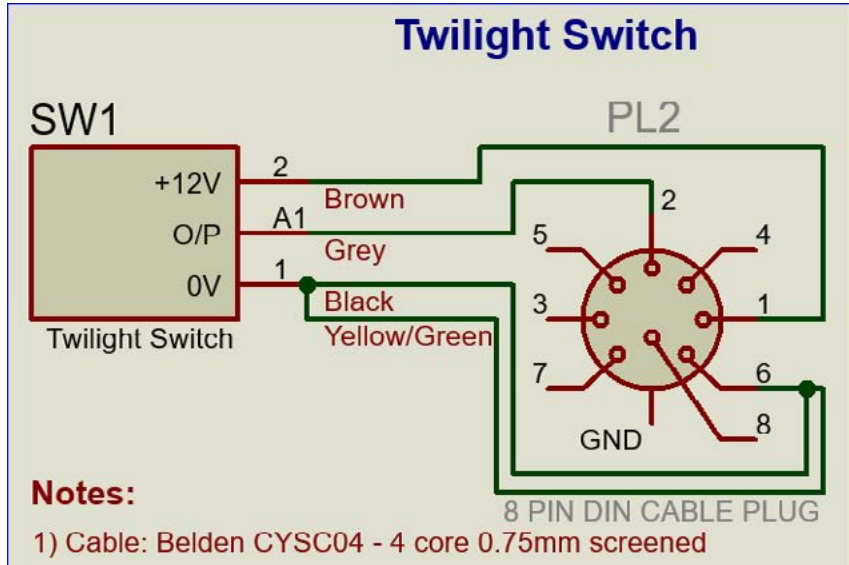 Twilight Switch
SW1
PL2
+12V
2
Brown
O/P
A1
Grey
0V
1
Black
Yellow/Green
Twilight Switch
2
5
4
3
1
7
6
8
GND
8 PIN DIN CABLE PLUG
Notes:
1) Cable: Belden CYSC04 - 4 core 0.75mm screened